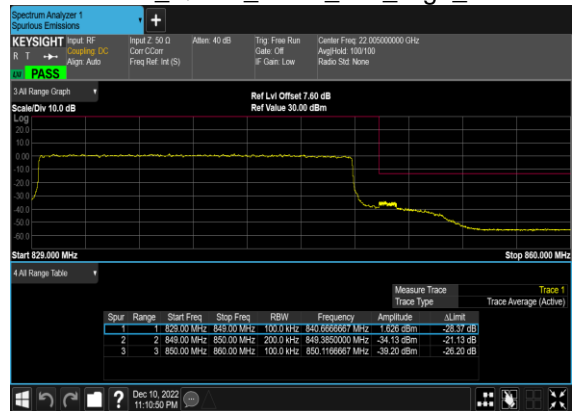 Spectrum Analyzer 1
Spurious Emissions
KEYSIGHT Input: RF Input Z: 50 Ω Atten: 40 dB Trig: Free Run Center Freq: 22.005000000 GHz
R T Coupling: DC Corr CCorr Gate: Off Avg|Hold: 100/100
Align: Auto Freq Ref: Int (S) IF Gain: Low Radio Std: None
PASS
3 All Range Graph
Ref Lvl Offset 7.60 dB
Scale/Div 10.0 dB Ref Value 30.00 dBm
Log
20.0
10.0
0.00
-10.0
-20.0
-30.0
-40.0
-50.0
-60.0
Start 829.000 MHz Stop 860.000 MHz
4 All Range Table
Measure Trace Trace 1
Trace Type Trace Average (Active)
Spur Range Start Freq Stop Freq RBW Frequency Amplitude ΔLimit
1 1 829.00 MHz 849.00 MHz 100.0 kHz 840.6666667 MHz 1.626 dBm -28.37 dB
2 2 849.00 MHz 850.00 MHz 200.0 kHz 849.3850000 MHz -34.13 dBm -21.13 dB
3 3 850.00 MHz 860.00 MHz 100.0 kHz 850.1166667 MHz -39.20 dBm -26.20 dB
? Dec 10, 2022
11:10:50 PM